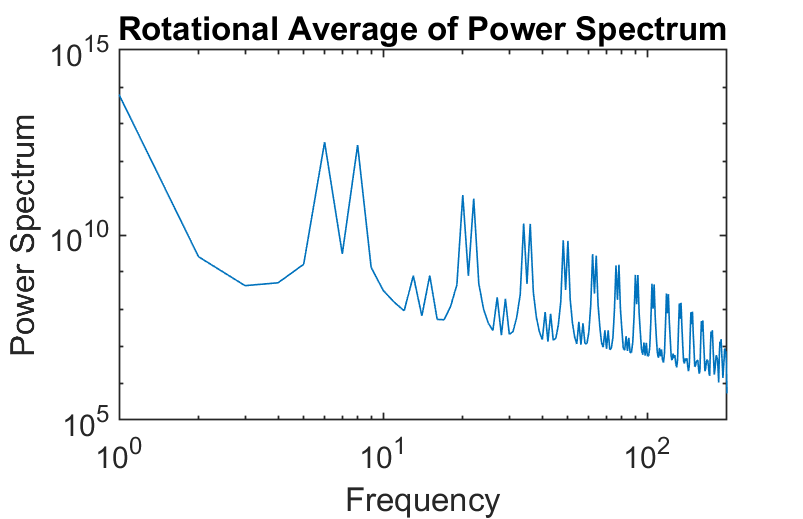 Rotational Average of Power Spectrum
10^15
10^10
10^5
Power Spectrum
10^0 10^1 10^2
Frequency